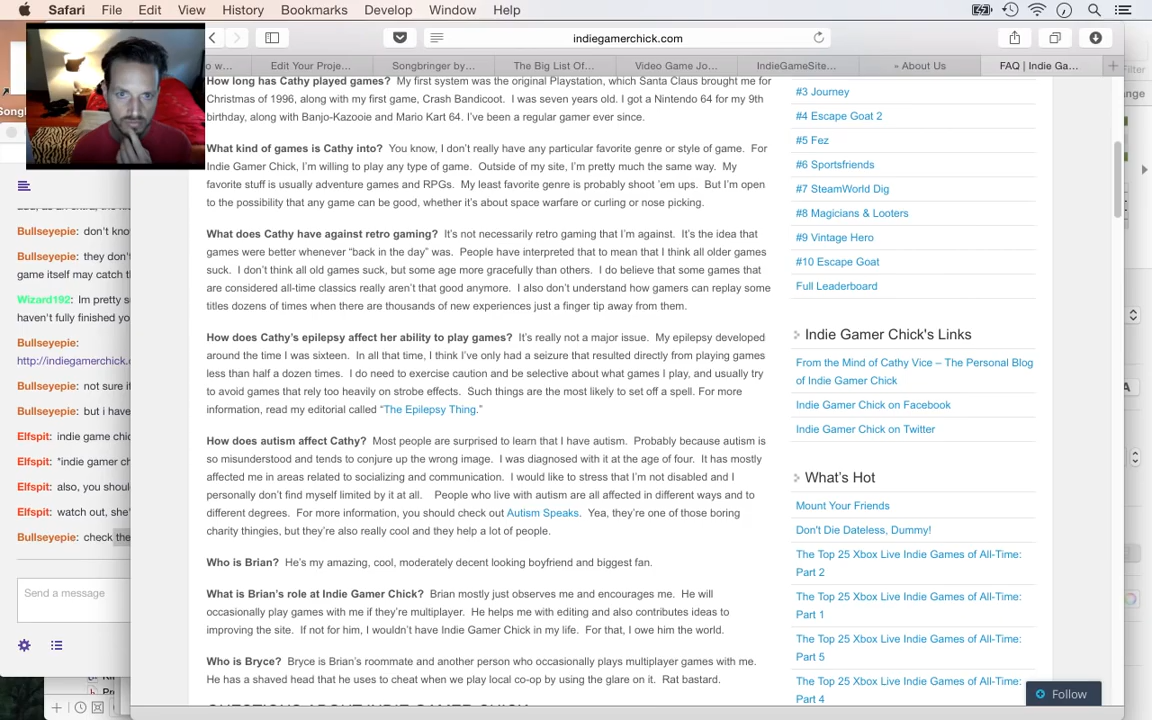 Safari File Edit View History Bookmarks Develop Window Help
indiegamerchick.com
o w... Edit Your Proje... Songbringer by... The Big List Of... Video Game Jo... IndieGameSite... » About Us FAQ | Indie Ga...
How long has Cathy played games? My first system was the original Playstation, which Santa Claus brought me for
Christmas of 1996, along with my first game, Crash Bandicoot. I was seven years old. I got a Nintendo 64 for my 9th
birthday, along with Banjo-Kazooie and Mario Kart 64. I've been a regular gamer ever since.
What kind of games is Cathy into? You know, I don't really have any particular favorite genre or style of game. For
Indie Gamer Chick, I'm willing to play any type of game. Outside of my site, I'm pretty much the same way. My
favorite stuff is usually adventure games and RPGs. My least favorite genre is probably shoot 'em ups. But I'm open
to the possibility that any game can be good, whether it's about space warfare or curling or nose picking.
What does Cathy have against retro gaming? It's not necessarily retro gaming that I'm against. It's the idea that
games were better whenever "back in the day" was. People have interpreted that to mean that I think all older games
suck. I don't think all old games suck, but some age more gracefully than others. I do believe that some games that
are considered all-time classics really aren't that good anymore. I also don't understand how gamers can replay some
titles dozens of times when there are thousands of new experiences just a finger tip away from them.
How does Cathy's epilepsy affect her ability to play games? It's really not a major issue. My epilepsy developed
around the time I was sixteen. In all that time, I think I've only had a seizure that resulted directly from playing games
less than half a dozen times. I do need to exercise caution and be selective about what games I play, and usually try
to avoid games that rely too heavily on strobe effects. Such things are the most likely to set off a spell. For more
information, read my editorial called "The Epilepsy Thing."
How does autism affect Cathy? Most people are surprised to learn that I have autism. Probably because autism is
so misunderstood and tends to conjure up the wrong image. I was diagnosed with it at the age of four. It has mostly
affected me in areas related to socializing and communication. I would like to stress that I'm not disabled and I
personally don't find myself limited by it at all. People who live with autism are all affected in different ways and to
different degrees. For more information, you should check out Autism Speaks. Yea, they're one of those boring
charity thingies, but they're also really cool and they help a lot of people.
Who is Brian? He's my amazing, cool, moderately decent looking boyfriend and biggest fan.
What is Brian's role at Indie Gamer Chick? Brian mostly just observes me and encourages me. He will
occasionally play games with me if they're multiplayer. He helps me with editing and also contributes ideas to
improving the site. If not for him, I wouldn't have Indie Gamer Chick in my life. For that, I owe him the world.
Who is Bryce? Bryce is Brian's roommate and another person who occasionally plays multiplayer games with me.
He has a shaved head that he uses to cheat when we play local co-op by using the glare on it. Rat bastard.
#3 Journey
#4 Escape Goat 2
#5 Fez
#6 Sportsfriends
#7 SteamWorld Dig
#8 Magicians & Looters
#9 Vintage Hero
#10 Escape Goat
Full Leaderboard
Indie Gamer Chick's Links
From the Mind of Cathy Vice – The Personal Blog
of Indie Gamer Chick
Indie Gamer Chick on Facebook
Indie Gamer Chick on Twitter
What's Hot
Mount Your Friends
Don't Die Dateless, Dummy!
The Top 25 Xbox Live Indie Games of All-Time:
Part 2
The Top 25 Xbox Live Indie Games of All-Time:
Part 1
The Top 25 Xbox Live Indie Games of All-Time:
Part 5
The Top 25 Xbox Live Indie Games of All-Time:
Part 4
Follow
Bullseyepie: don't kno
Bullseyepie: they don'
game itself may catch t
Wizard192: Im pretty s
haven't fully finished yo
Bullseyepie:
http://indiegamerchick.
Bullseyepie: not sure it
Bullseyepie: but i have
Elfspit: indie game chic
Elfspit: *indie gamer ch
Elfspit: also, you shoul
Elfspit: watch out, she'
Bullseyepie: check the
Send a message